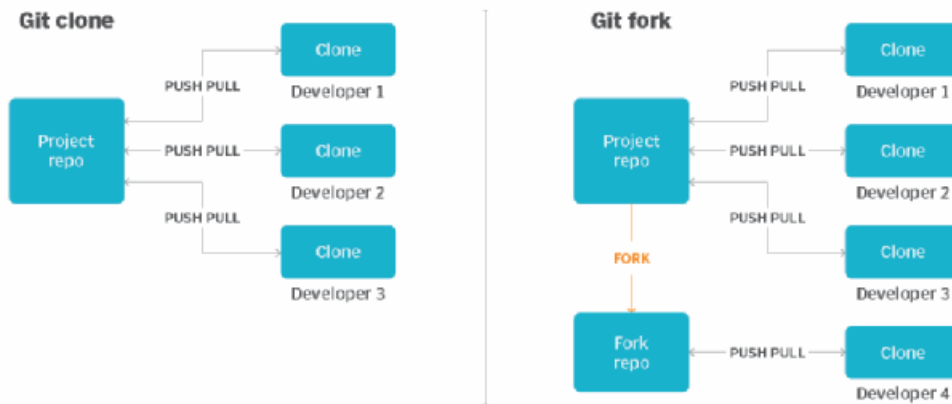 Git clone
Clone
PUSH PULL
Developer 1
Project
repo
PUSH PULL
Clone
Developer 2
PUSH PULL
Clone
Developer 3
Git fork
Clone
PUSH PULL
Developer 1
Project
repo
PUSH PULL
Clone
Developer 2
PUSH PULL
Clone
Developer 3
FORK
Fork
repo
PUSH PULL
Clone
Developer 4